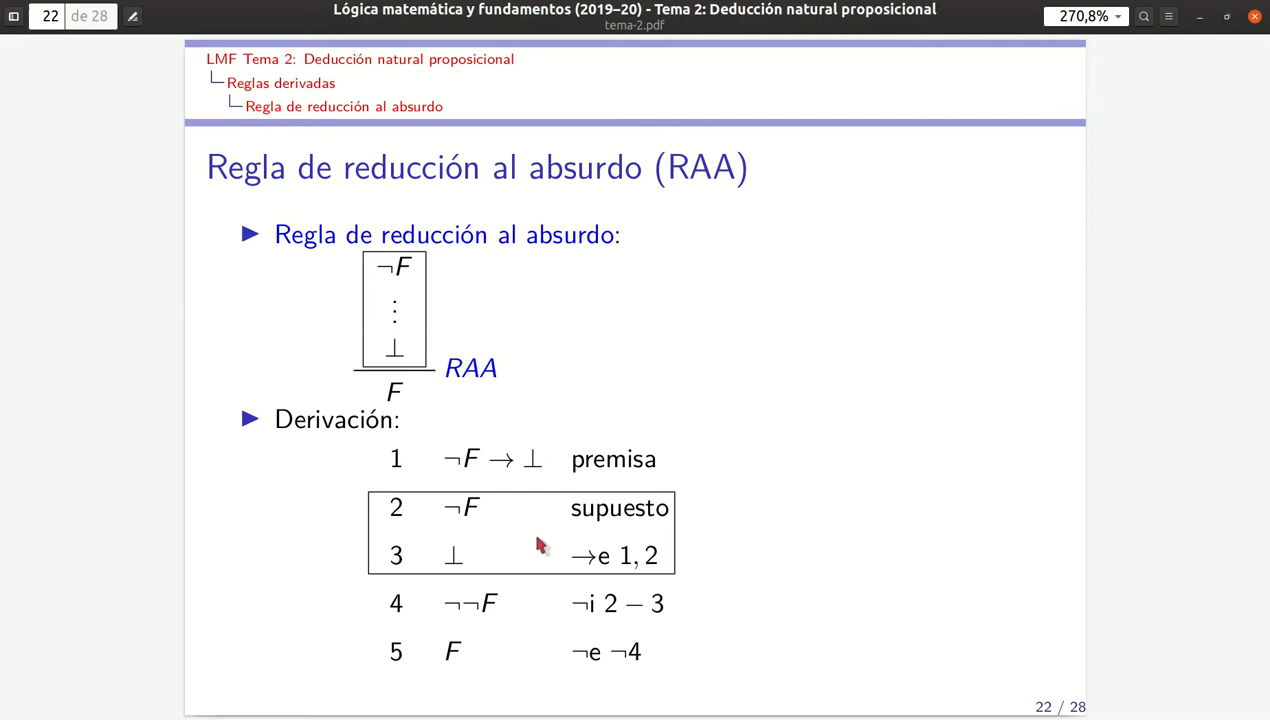 22 de 28
Lógica matemática y fundamentos (2019–20) - Tema 2: Deducción natural proposicional
tema-2.pdf
270,8%
LMF Tema 2: Deducción natural proposicional
Reglas derivadas
Regla de reducción al absurdo
Regla de reducción al absurdo (RAA)
Regla de reducción al absurdo:
¬F
⋮
⊥
RAA
F
Derivación:
1 ¬F → ⊥ premisa
2 ¬F supuesto
3 ⊥ →e 1, 2
4 ¬¬F ¬i 2 − 3
5 F ¬e ¬4
22 / 28